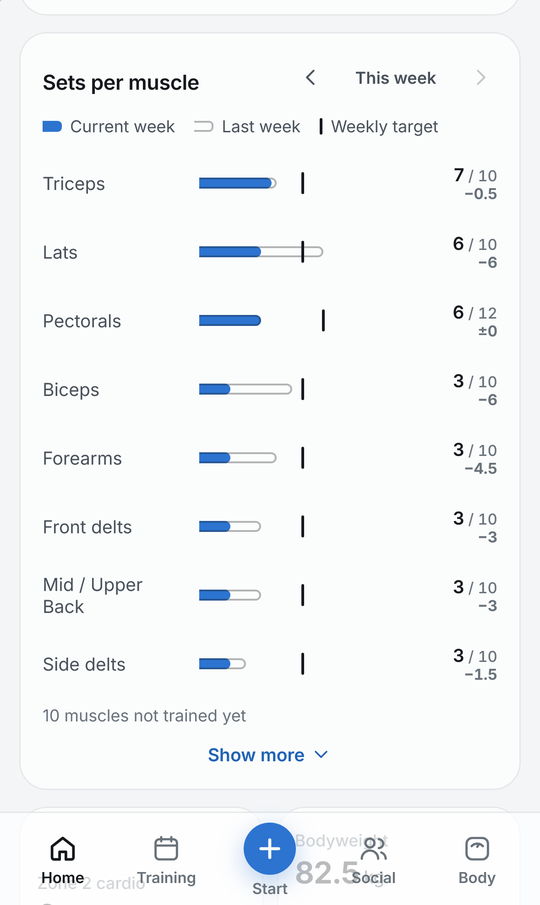 Sets per muscle
This week
Current week
Last week
Weekly target
Triceps
7 / 10
−0.5
Lats
6 / 10
−6
Pectorals
6 / 12
±0
Biceps
3 / 10
−6
Forearms
3 / 10
−4.5
Front delts
3 / 10
−3
Mid / Upper
Back
3 / 10
−3
Side delts
3 / 10
−1.5
10 muscles not trained yet
Show more
Bodyweight
82.5 kg
Zone 2 cardio
Home
Training
Start
Social
Body